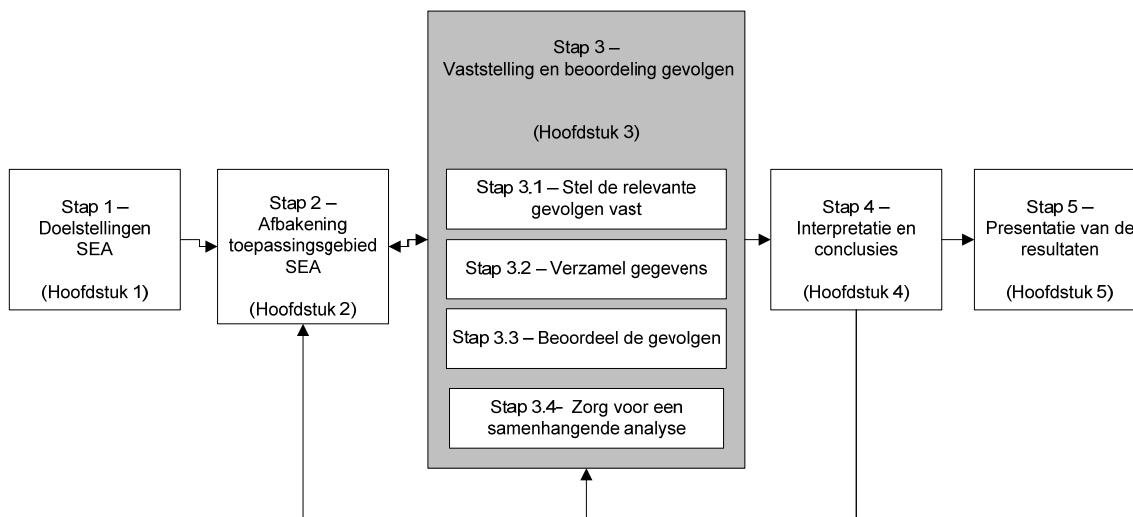 Stap 1 –
Doelstellingen
SEA
(Hoofdstuk 1)
Stap 2 –
Afbakening
toepassingsgebied
SEA
(Hoofdstuk 2)
Stap 3 –
Vaststelling en beoordeling gevolgen
(Hoofdstuk 3)
Stap 3.1 – Stel de relevante
gevolgen vast
Stap 3.2 – Verzamel gegevens
Stap 3.3 – Beoordeel de gevolgen
Stap 3.4- Zorg voor een
samenhangende analyse
Stap 4 –
Interpretatie en
conclusies
(Hoofdstuk 4)
Stap 5 –
Presentatie van de
resultaten
(Hoofdstuk 5)